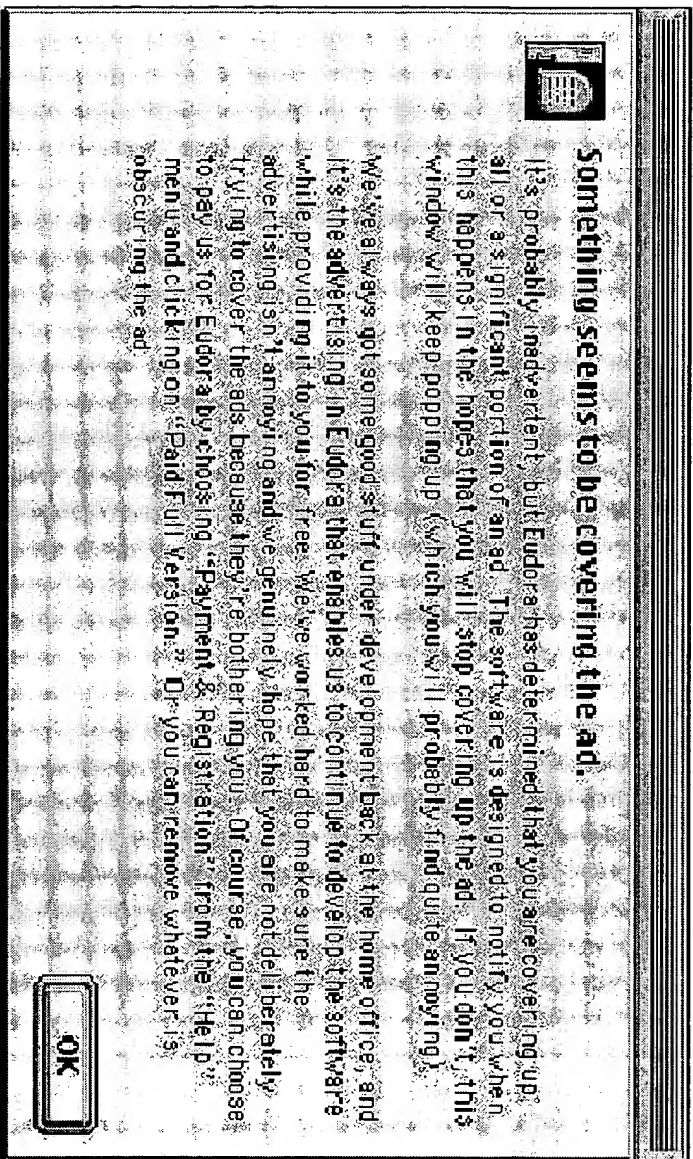 Something seems to be covering the ad.
It's probably inadvertent, but Eudora has determined that you are covering up
all or a significant portion of an ad. The software is designed to notify you when
this happens in the hopes that you will stop covering up the ad. If you don't, this
window will keep popping up. (which you will probably find quite annoying)
We've always got some good stuff under development back at the home office, and
it's the advertising in Eudora that enables us to continue to develop the software
while providing it to you for free. We've worked hard to make sure the
advertising isn't annoying and we genuinely hope that you are not deliberately
trying to cover the ads because they're bothering you. Of course, you can choose
to pay us for Eudora by choosing "Payment & Registration" from the "Help"
menu and clicking on "Paid Full Version." Or you can remove whatever is
obscuring the ad.
OK